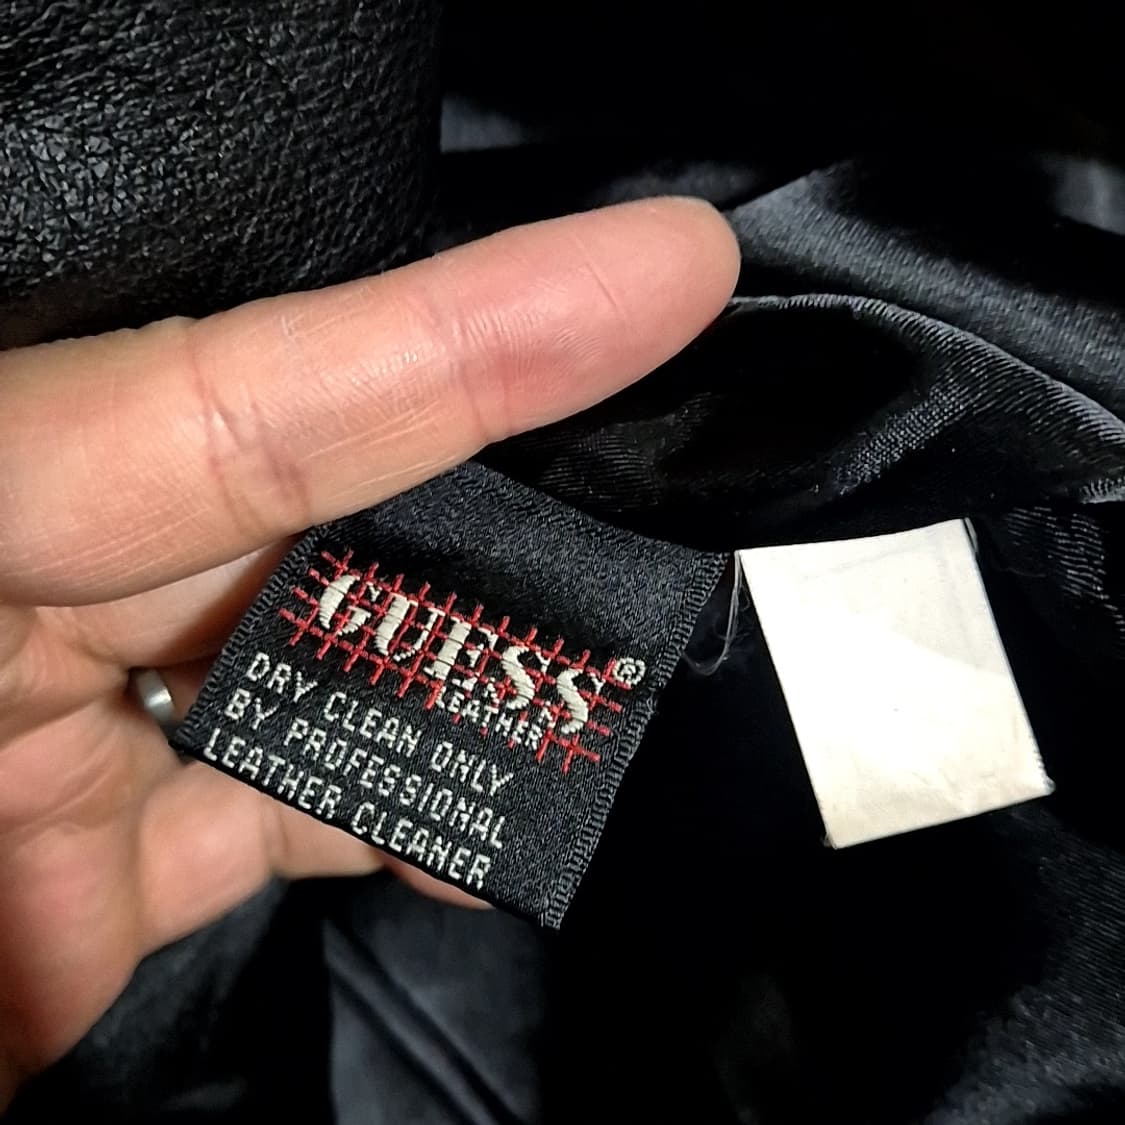 GUESS®
LEATHER
DRY CLEAN ONLY
BY PROFESSIONAL
LEATHER CLEANER